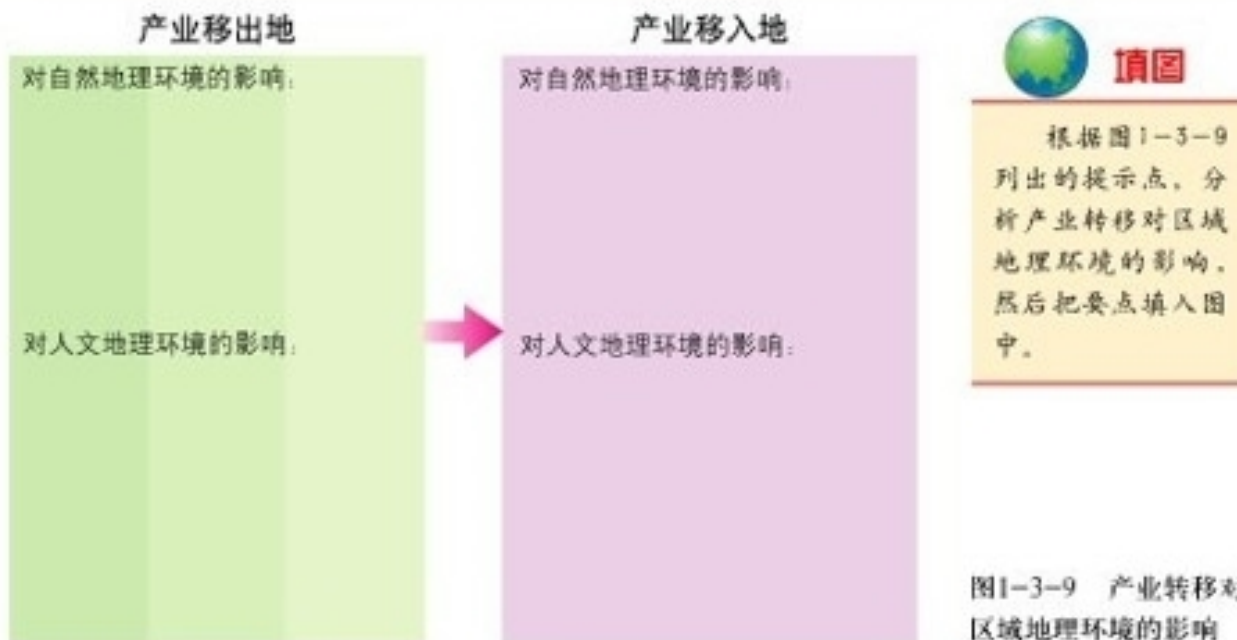 产业移出地
对自然地理环境的影响:
对人文地理环境的影响:
产业移入地
对自然地理环境的影响:
对人文地理环境的影响:
填图
根据图1-3-9
列出的提示点，分
析产业转移对区域
地理环境的影响，
然后把要点填入图
中。
图1-3-9 产业转移对
区域地理环境的影响